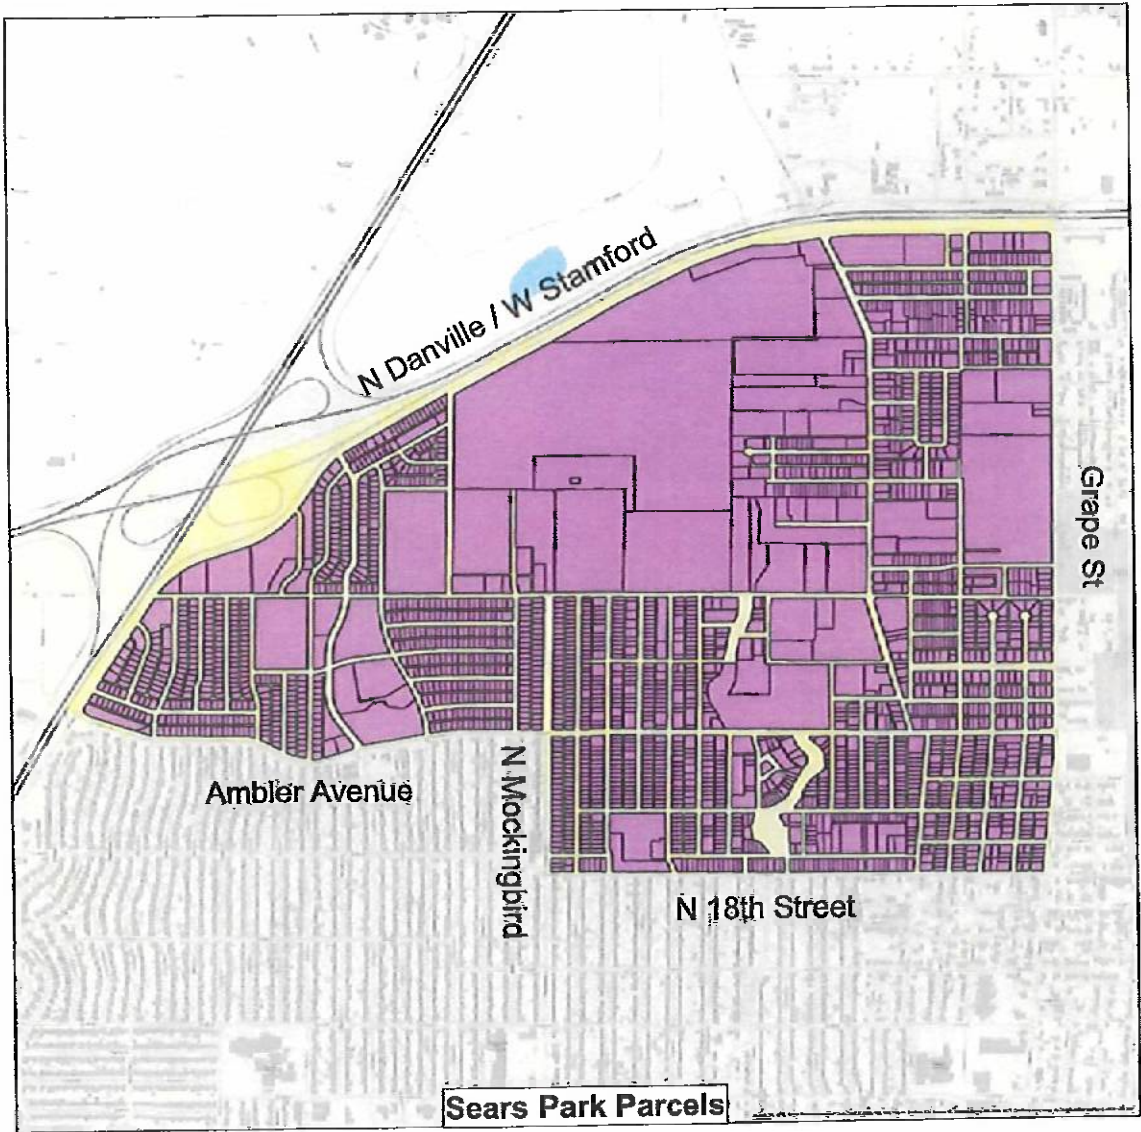 N Danville / W Stamford
Grape St
Ambler Avenue
N Mockingbird
N 18th Street
Sears Park Parcels